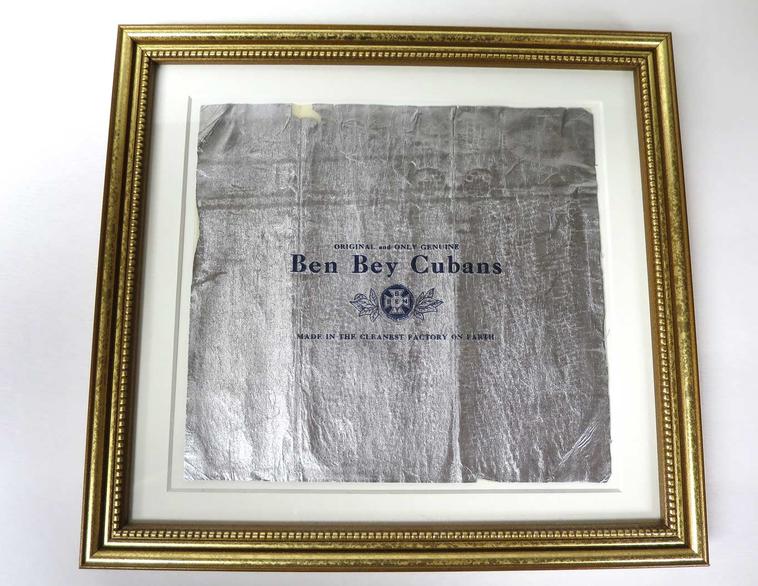 ORIGINAL and ONLY GENUINE
Ben Bey Cubans
MADE IN THE CLEANEST FACTORY ON EARTH